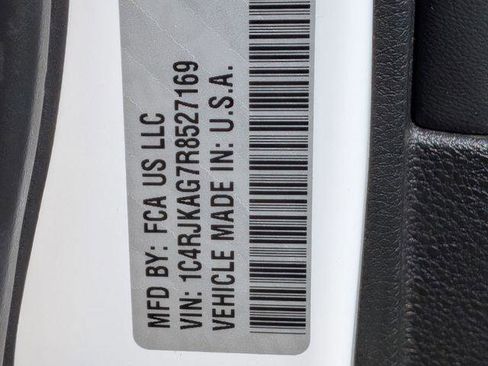 MFD BY: FCA US LLC
VIN: 1C4RJKAG7R8527169
VEHICLE MADE IN: U.S.A.